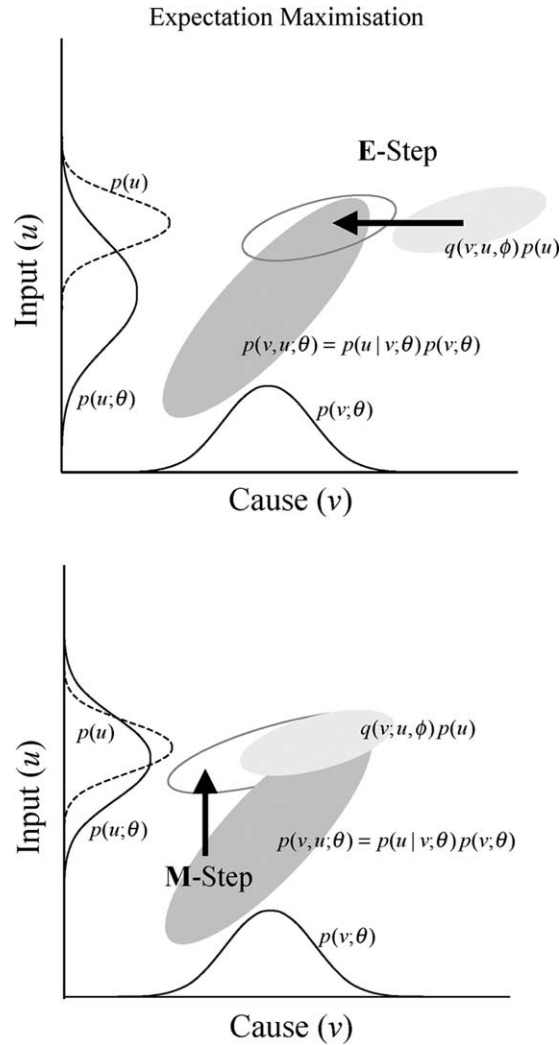 Expectation Maximisation
E-Step
p(u)
q(v;u,ϕ)p(u)
Input (u)
p(v,u;θ) = p(u | v;θ)p(v;θ)
p(u;θ)
p(v;θ)
Cause (v)
q(v;u,ϕ)p(u)
p(u)
Input (u)
p(u;θ)
p(v,u;θ) = p(u | v;θ)p(v;θ)
M-Step
p(v;θ)
Cause (v)